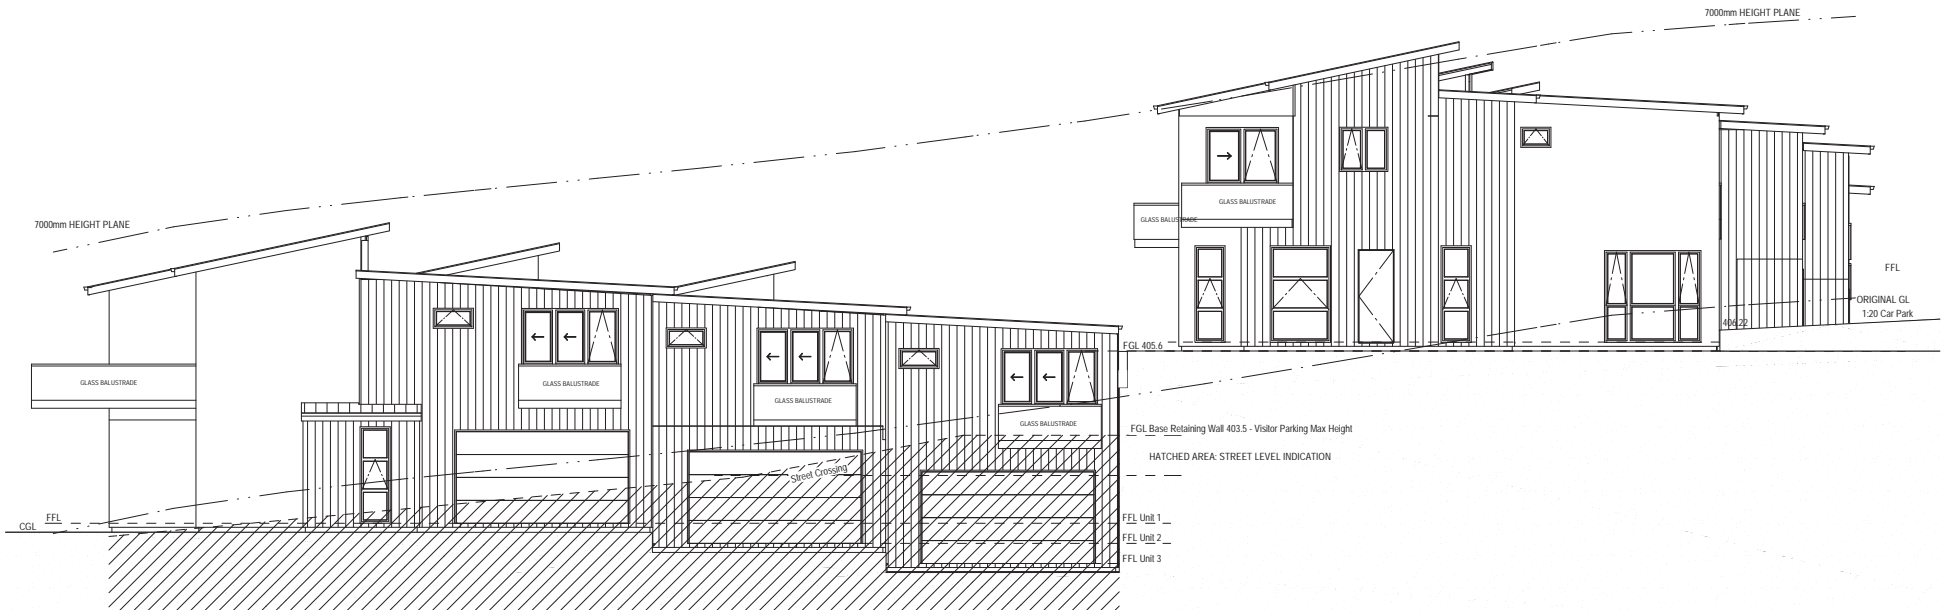 7000mm HEIGHT PLANE
7000mm HEIGHT PLANE
GLASS BALUSTRADE
GLASS BALUSTRADE
FFL
ORIGINAL GL
1:20 Car Park
406.22
FGL 405.6
GLASS BALUSTRADE
GLASS BALUSTRADE
GLASS BALUSTRADE
GLASS BALUSTRADE
FGL Base Retaining Wall 403.5 - Visitor Parking Max Height
HATCHED AREA: STREET LEVEL INDICATION
Street Crossing
FFL
CGL
FFL Unit 1
FFL Unit 2
FFL Unit 3